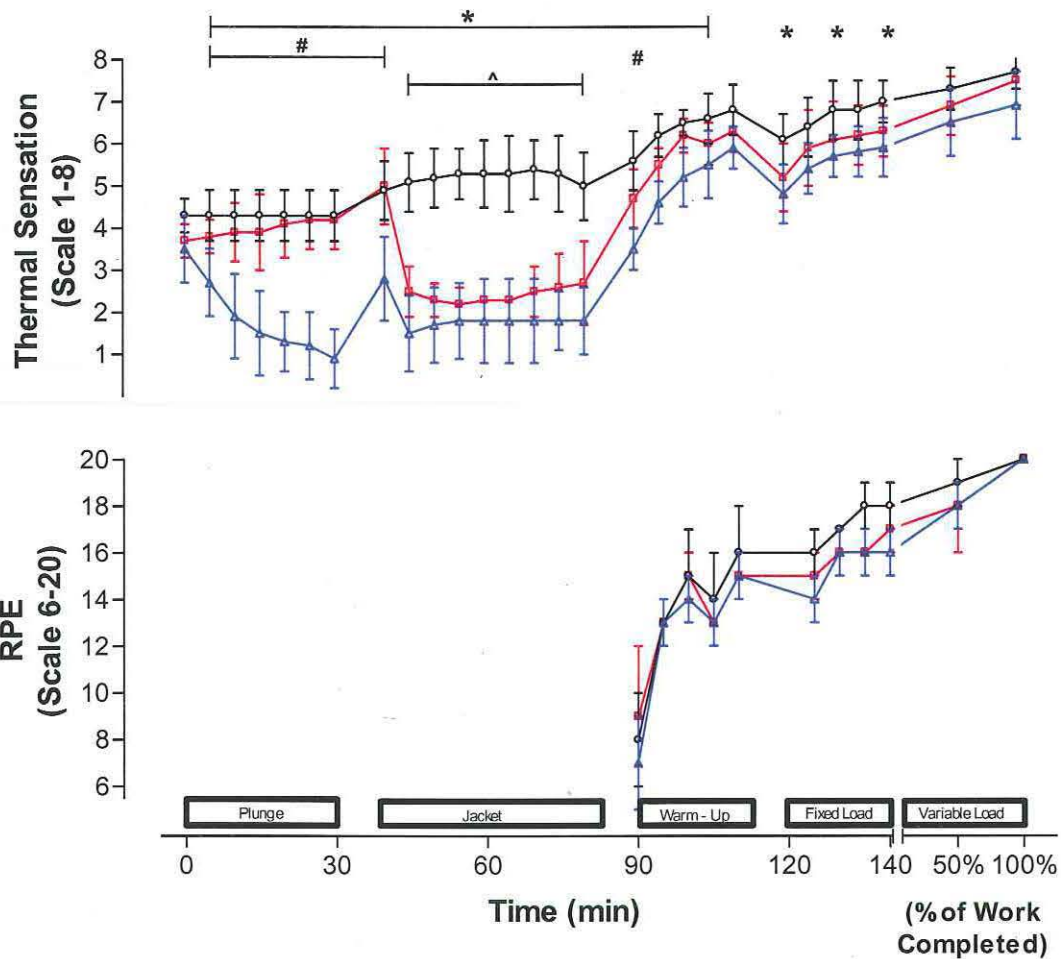 *
* * *
#
#
^
Thermal Sensation
(Scale 1-8)
8
7
6
5
4
3
2
1
RPE
(Scale 6-20)
20
18
16
14
12
10
8
6
Plunge
Jacket
Warm - Up
Fixed Load
Variable Load
0
30
60
90
120
140
50%
100%
Time (min)
(% of Work
Completed)